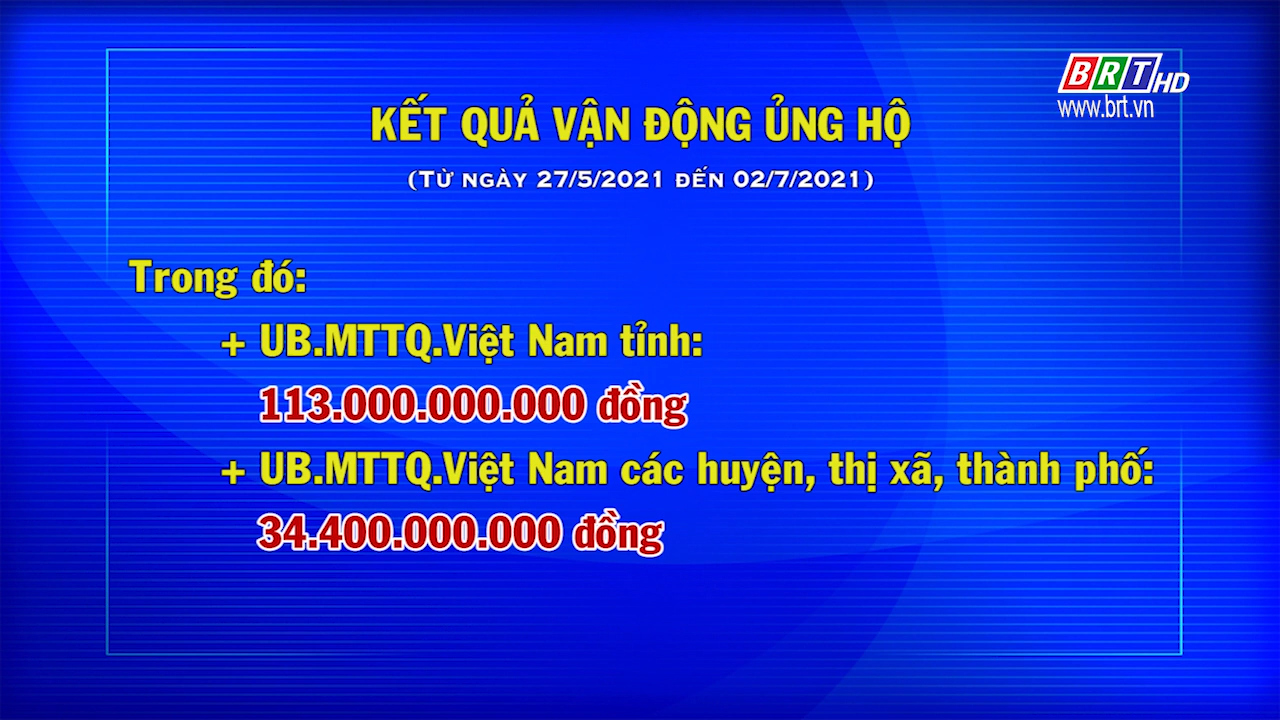 BRT HD
www.brt.vn
KẾT QUẢ VẬN ĐỘNG ỦNG HỘ
(TỪ NGÀY 27/5/2021 ĐẾN 02/7/2021)
Trong đó:
+ UB.MTTQ.Việt Nam tỉnh:
113.000.000.000 đồng
+ UB.MTTQ.Việt Nam các huyện, thị xã, thành phố:
34.400.000.000 đồng